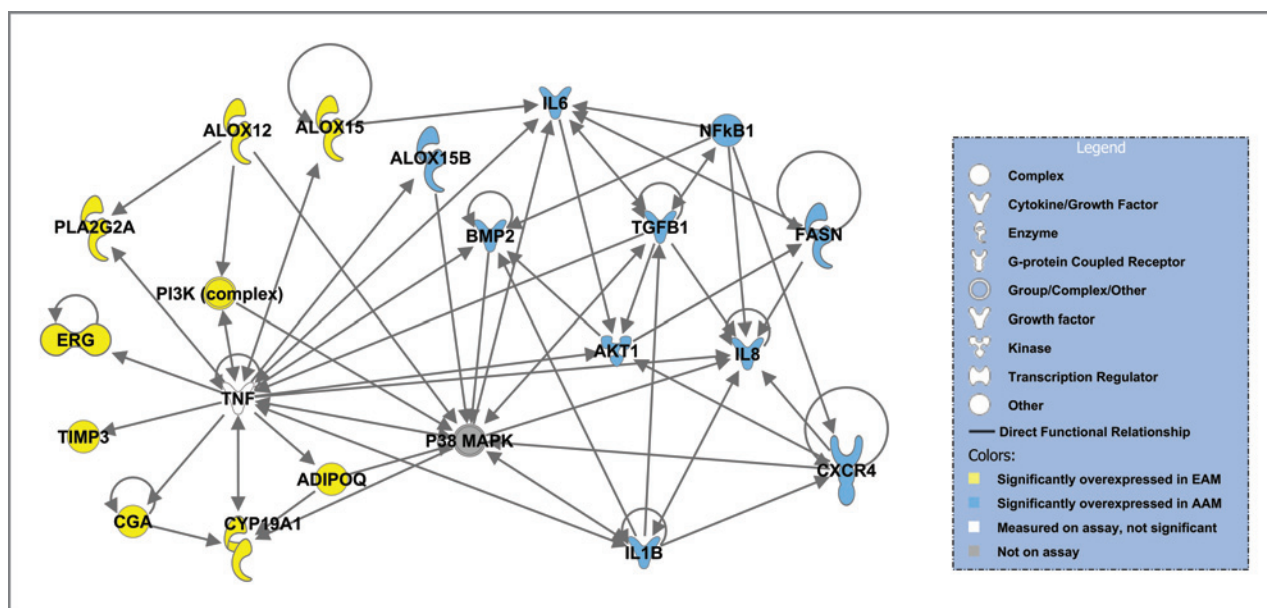 IL6
ALOX12
ALOX15
NFkB1
ALOX15B
PLA2G2A
BMP2
TGFB1
FASN
PI3K (complex)
ERG
AKT1
IL8
TNF
TIMP3
P38 MAPK
CXCR4
ADIPOQ
CGA
CYP19A1
IL1B
Legend
Complex
Cytokine/Growth Factor
Enzyme
G-protein Coupled Receptor
Group/Complex/Other
Growth factor
Kinase
Transcription Regulator
Other
Direct Functional Relationship
Colors:
Significantly overexpressed in EAM
Significantly overexpressed in AAM
Measured on assay, not significant
Not on assay